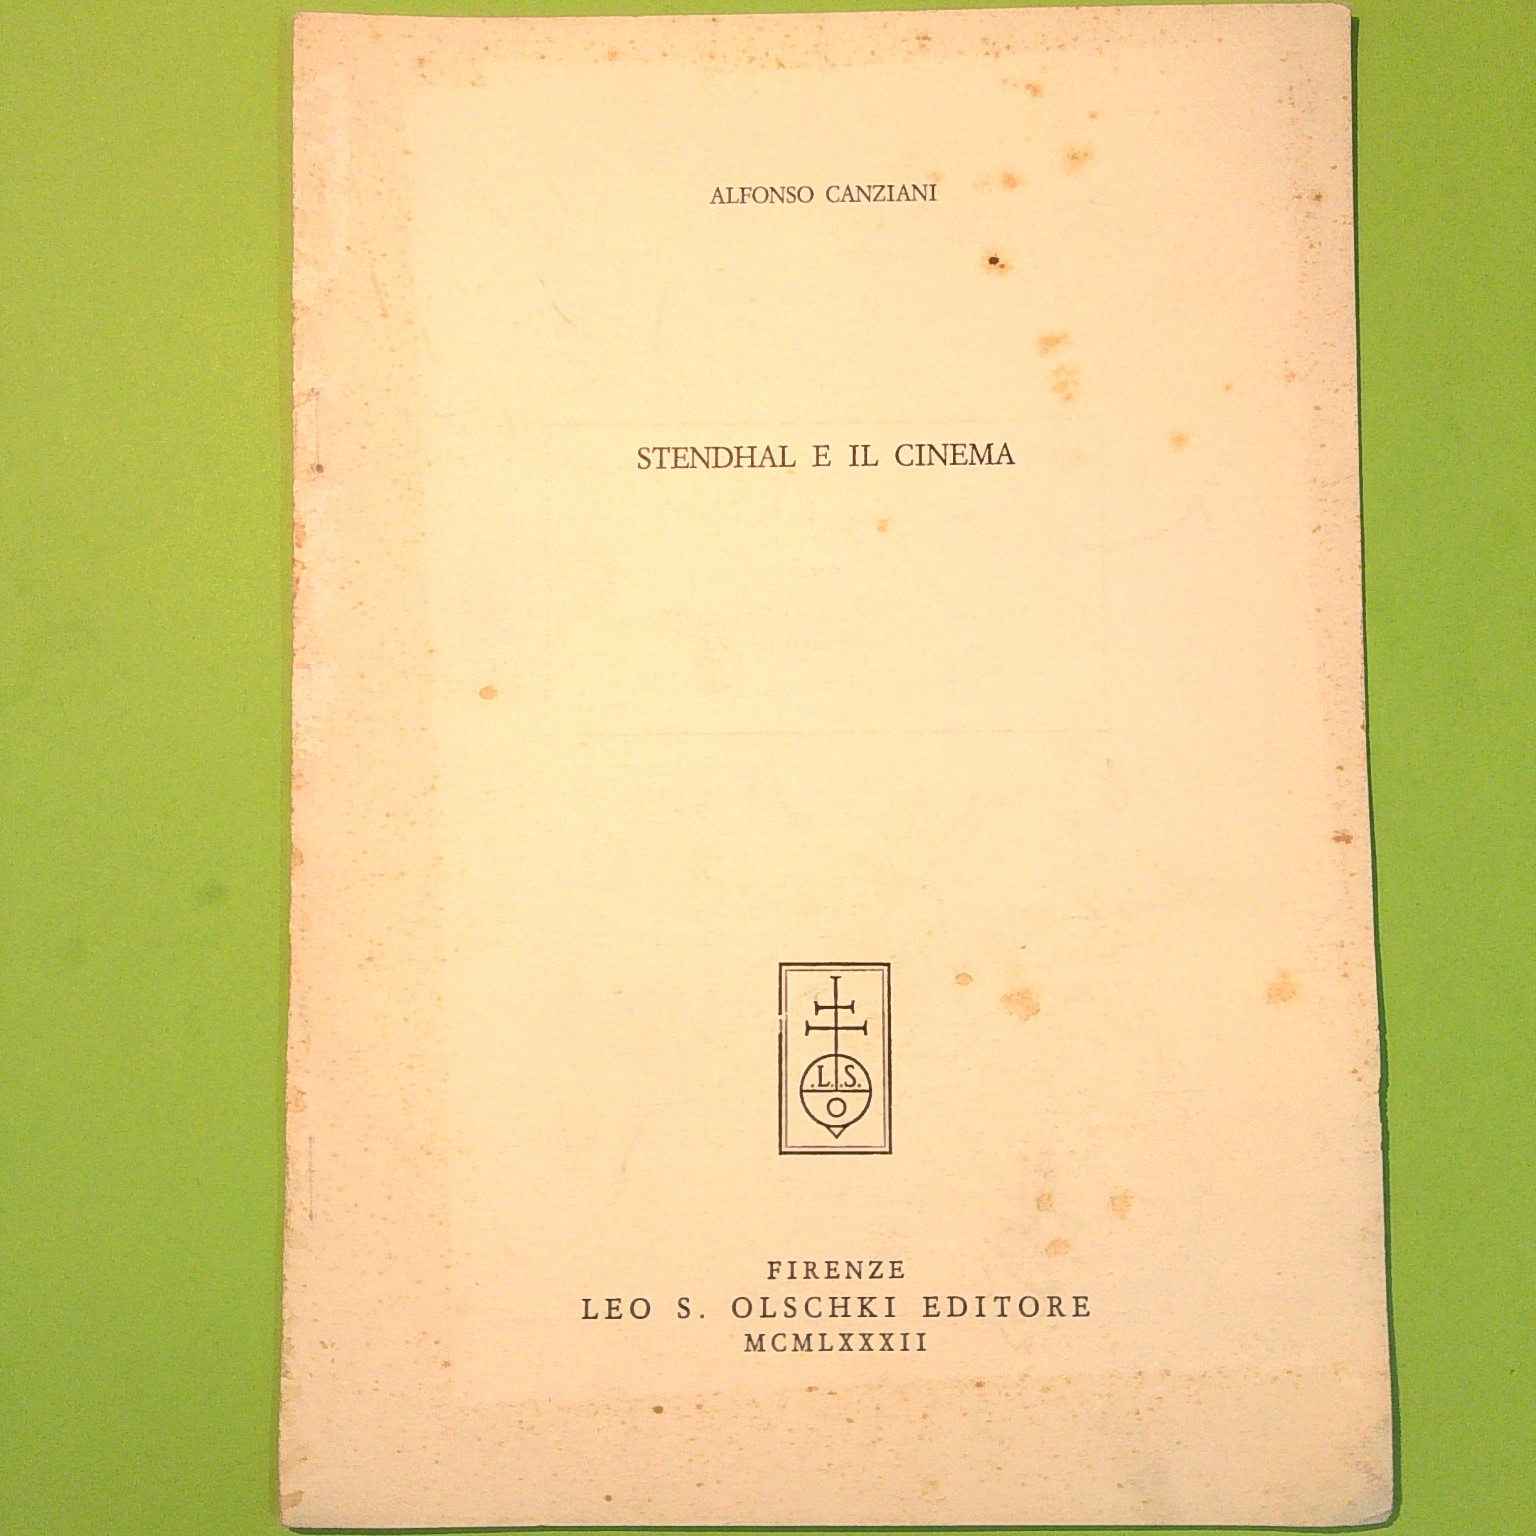 ALFONSO CANZIANI
STENDHAL E IL CINEMA
.L.S.
FIRENZE
LEO S. OLSCHKI EDITORE
MCMLXXXII